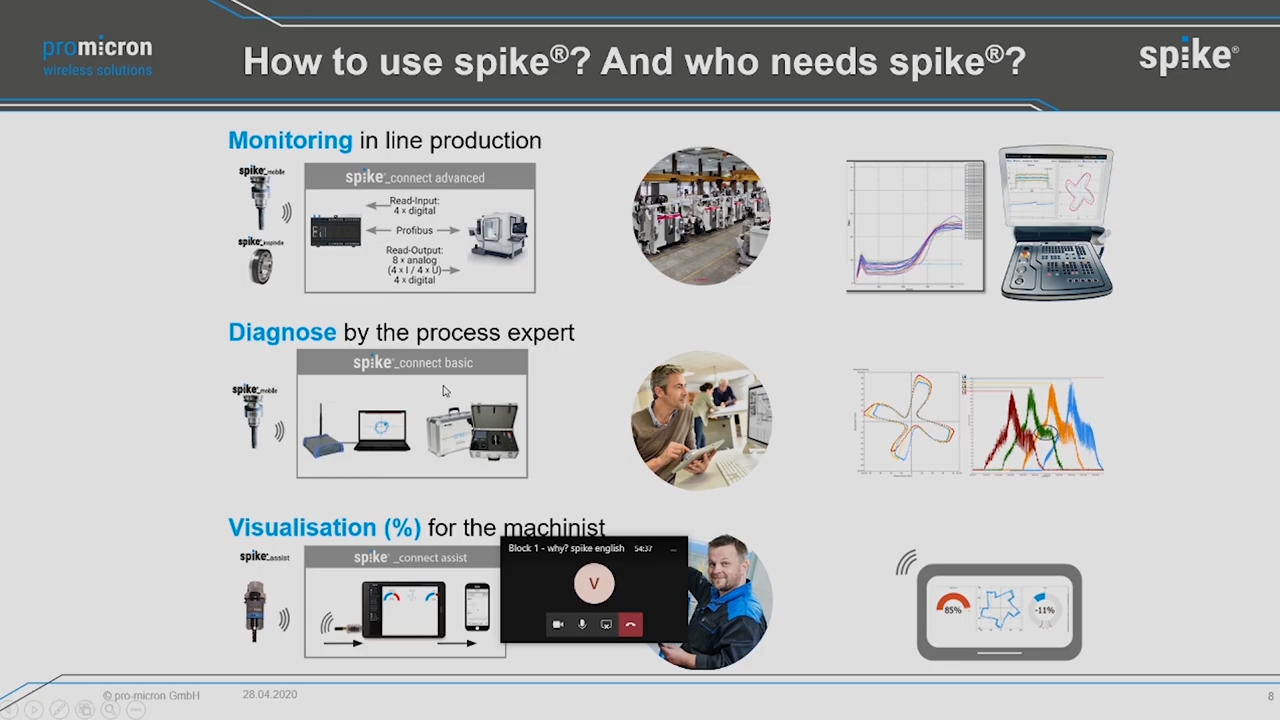 promicron
wireless solutions
How to use spike®? And who needs spike®?
spike®
Monitoring in line production
spike®_mobile
spike®_inspindle
spike®_connect advanced
Read-Input:
4 x digital
Profibus
Read-Output:
8 x analog
(4 x I / 4 x U)
4 x digital
Diagnose by the process expert
spike®_mobile
spike®_connect basic
Visualisation (%) for the machinist
spike®_assist
spike®_connect assist
Block 1 - why? spike english 54:37 ...
V
85%
-11%
© pro-micron GmbH
28.04.2020
8